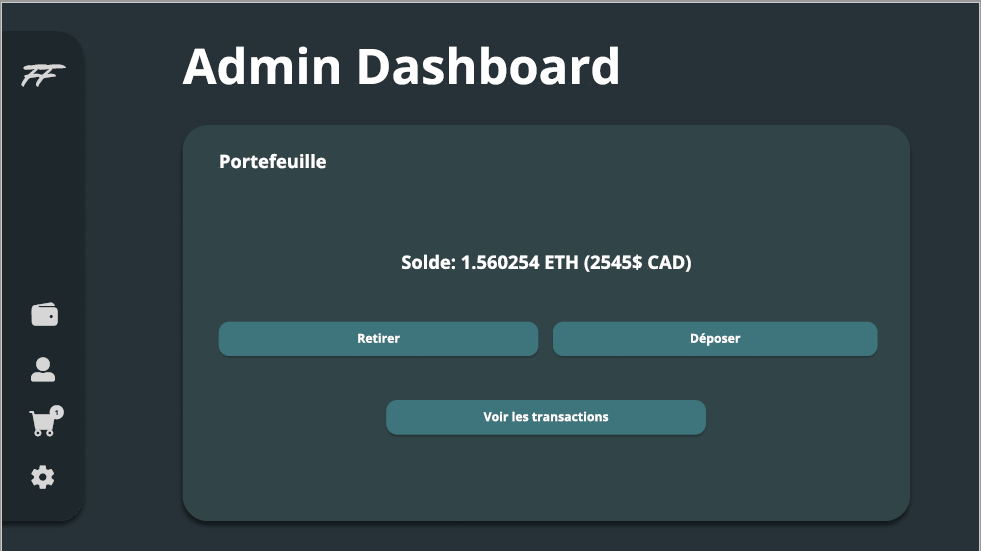 FF
Admin Dashboard
Portefeuille
Solde: 1.560254 ETH (2545$ CAD)
Retirer
Déposer
Voir les transactions
1